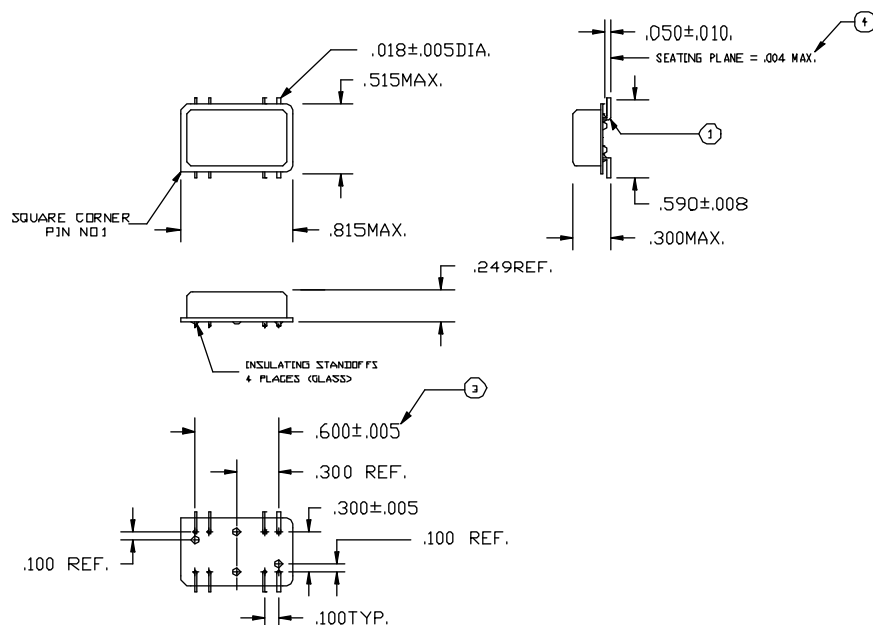 .018±.005DIA.
.515MAX.
SQUARE CORNER
PIN NO1
.815MAX.
.050±.010.
4
SEATING PLANE = .004 MAX.
1
.590±.008
.300MAX.
.249REF.
INSULATING STANDOFFS
4 PLACES (GLASS)
3
.600±.005
.300 REF.
.300±.005
.100 REF.
.100 REF.
.100TYP.